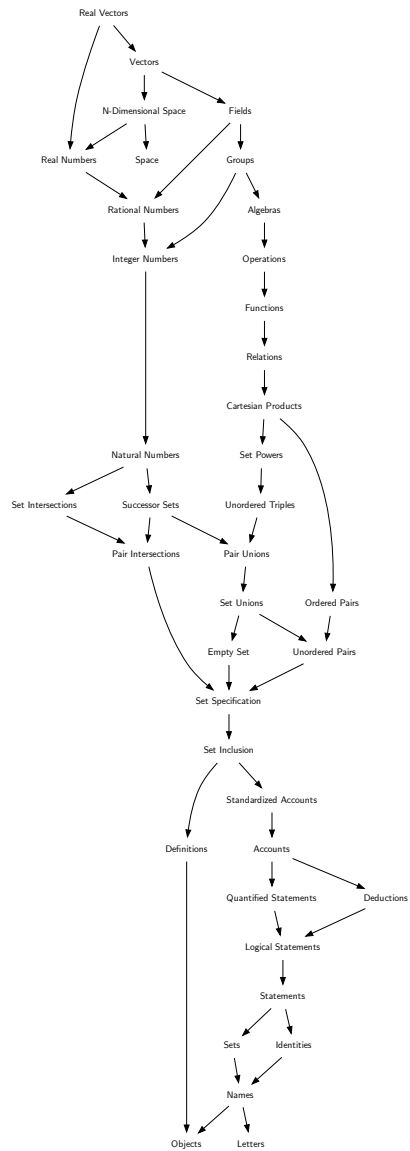 Real Vectors
Vectors
N-Dimensional Space
Fields
Real Numbers
Space
Groups
Rational Numbers
Algebras
Integer Numbers
Operations
Functions
Relations
Cartesian Products
Natural Numbers
Set Powers
Set Intersections
Successor Sets
Unordered Triples
Pair Intersections
Pair Unions
Set Unions
Ordered Pairs
Empty Set
Unordered Pairs
Set Specification
Set Inclusion
Standardized Accounts
Definitions
Accounts
Quantified Statements
Deductions
Logical Statements
Statements
Sets
Identities
Names
Objects
Letters